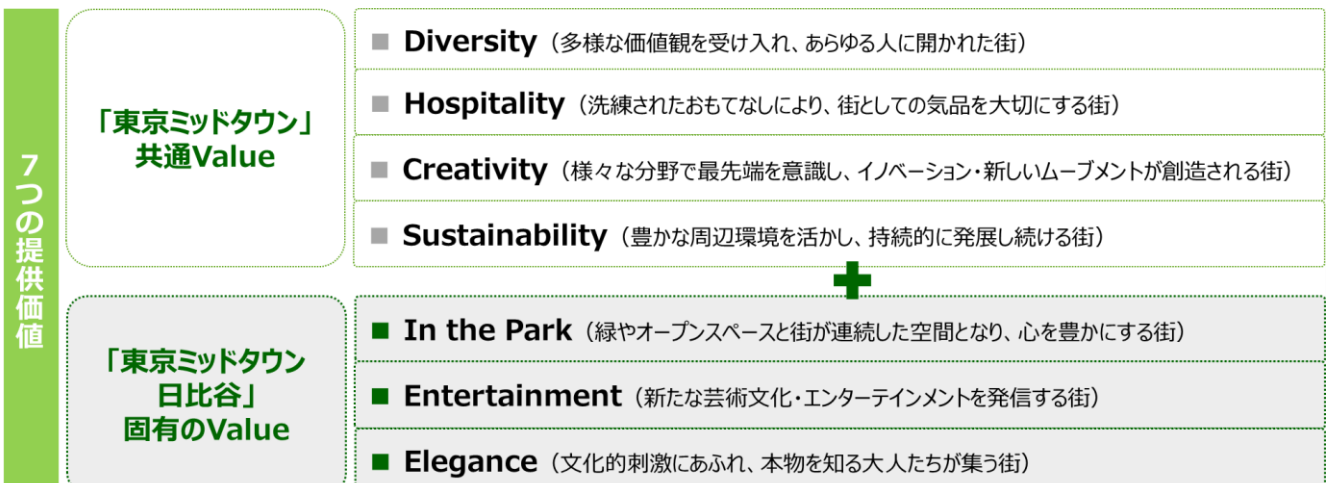 7つの提供価値
「東京ミッドタウン」
共通Value
■ Diversity（多様な価値観を受け入れ、あらゆる人に開かれた街）
■ Hospitality（洗練されたおもてなしにより、街としての気品を大切にする街）
■ Creativity（様々な分野で最先端を意識し、イノベーション・新しいムーブメントが創造される街）
■ Sustainability（豊かな周辺環境を活かし、持続的に発展し続ける街）
+
「東京ミッドタウン
日比谷」
固有のValue
■ In the Park（緑やオープンスペースと街が連続した空間となり、心を豊かにする街）
■ Entertainment（新たな芸術文化・エンターテインメントを発信する街）
■ Elegance（文化的刺激にあふれ、本物を知る大人たちが集う街）